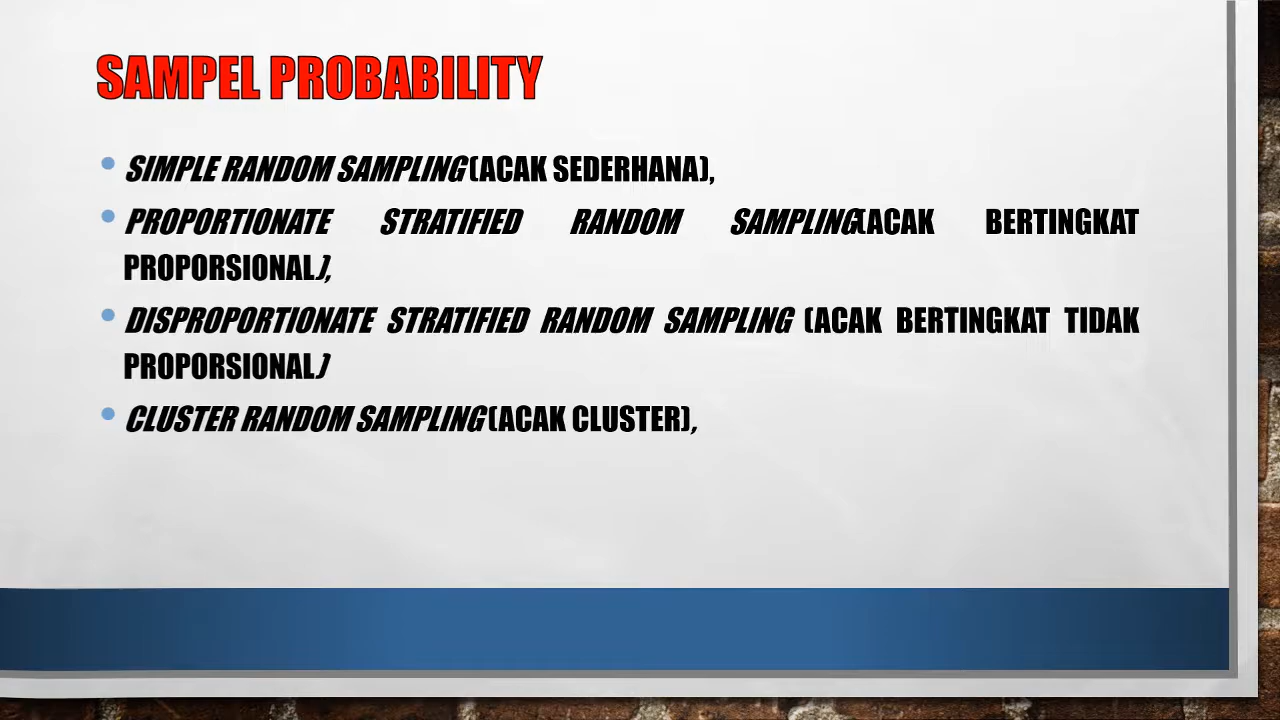 SAMPEL PROBABILITY
• SIMPLE RANDOM SAMPLING(ACAK SEDERHANA),
• PROPORTIONATE STRATIFIED RANDOM SAMPLING(ACAK BERTINGKAT
PROPORSIONAL),
• DISPROPORTIONATE STRATIFIED RANDOM SAMPLING (ACAK BERTINGKAT TIDAK
PROPORSIONAL)
• CLUSTER RANDOM SAMPLING(ACAK CLUSTER),